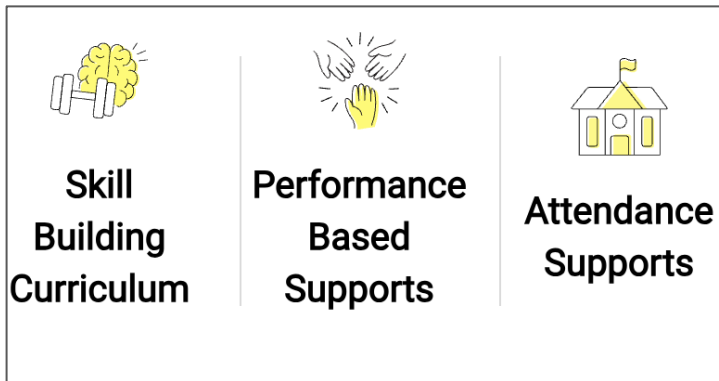 Skill
Building
Curriculum
Performance
Based
Supports
Attendance
Supports